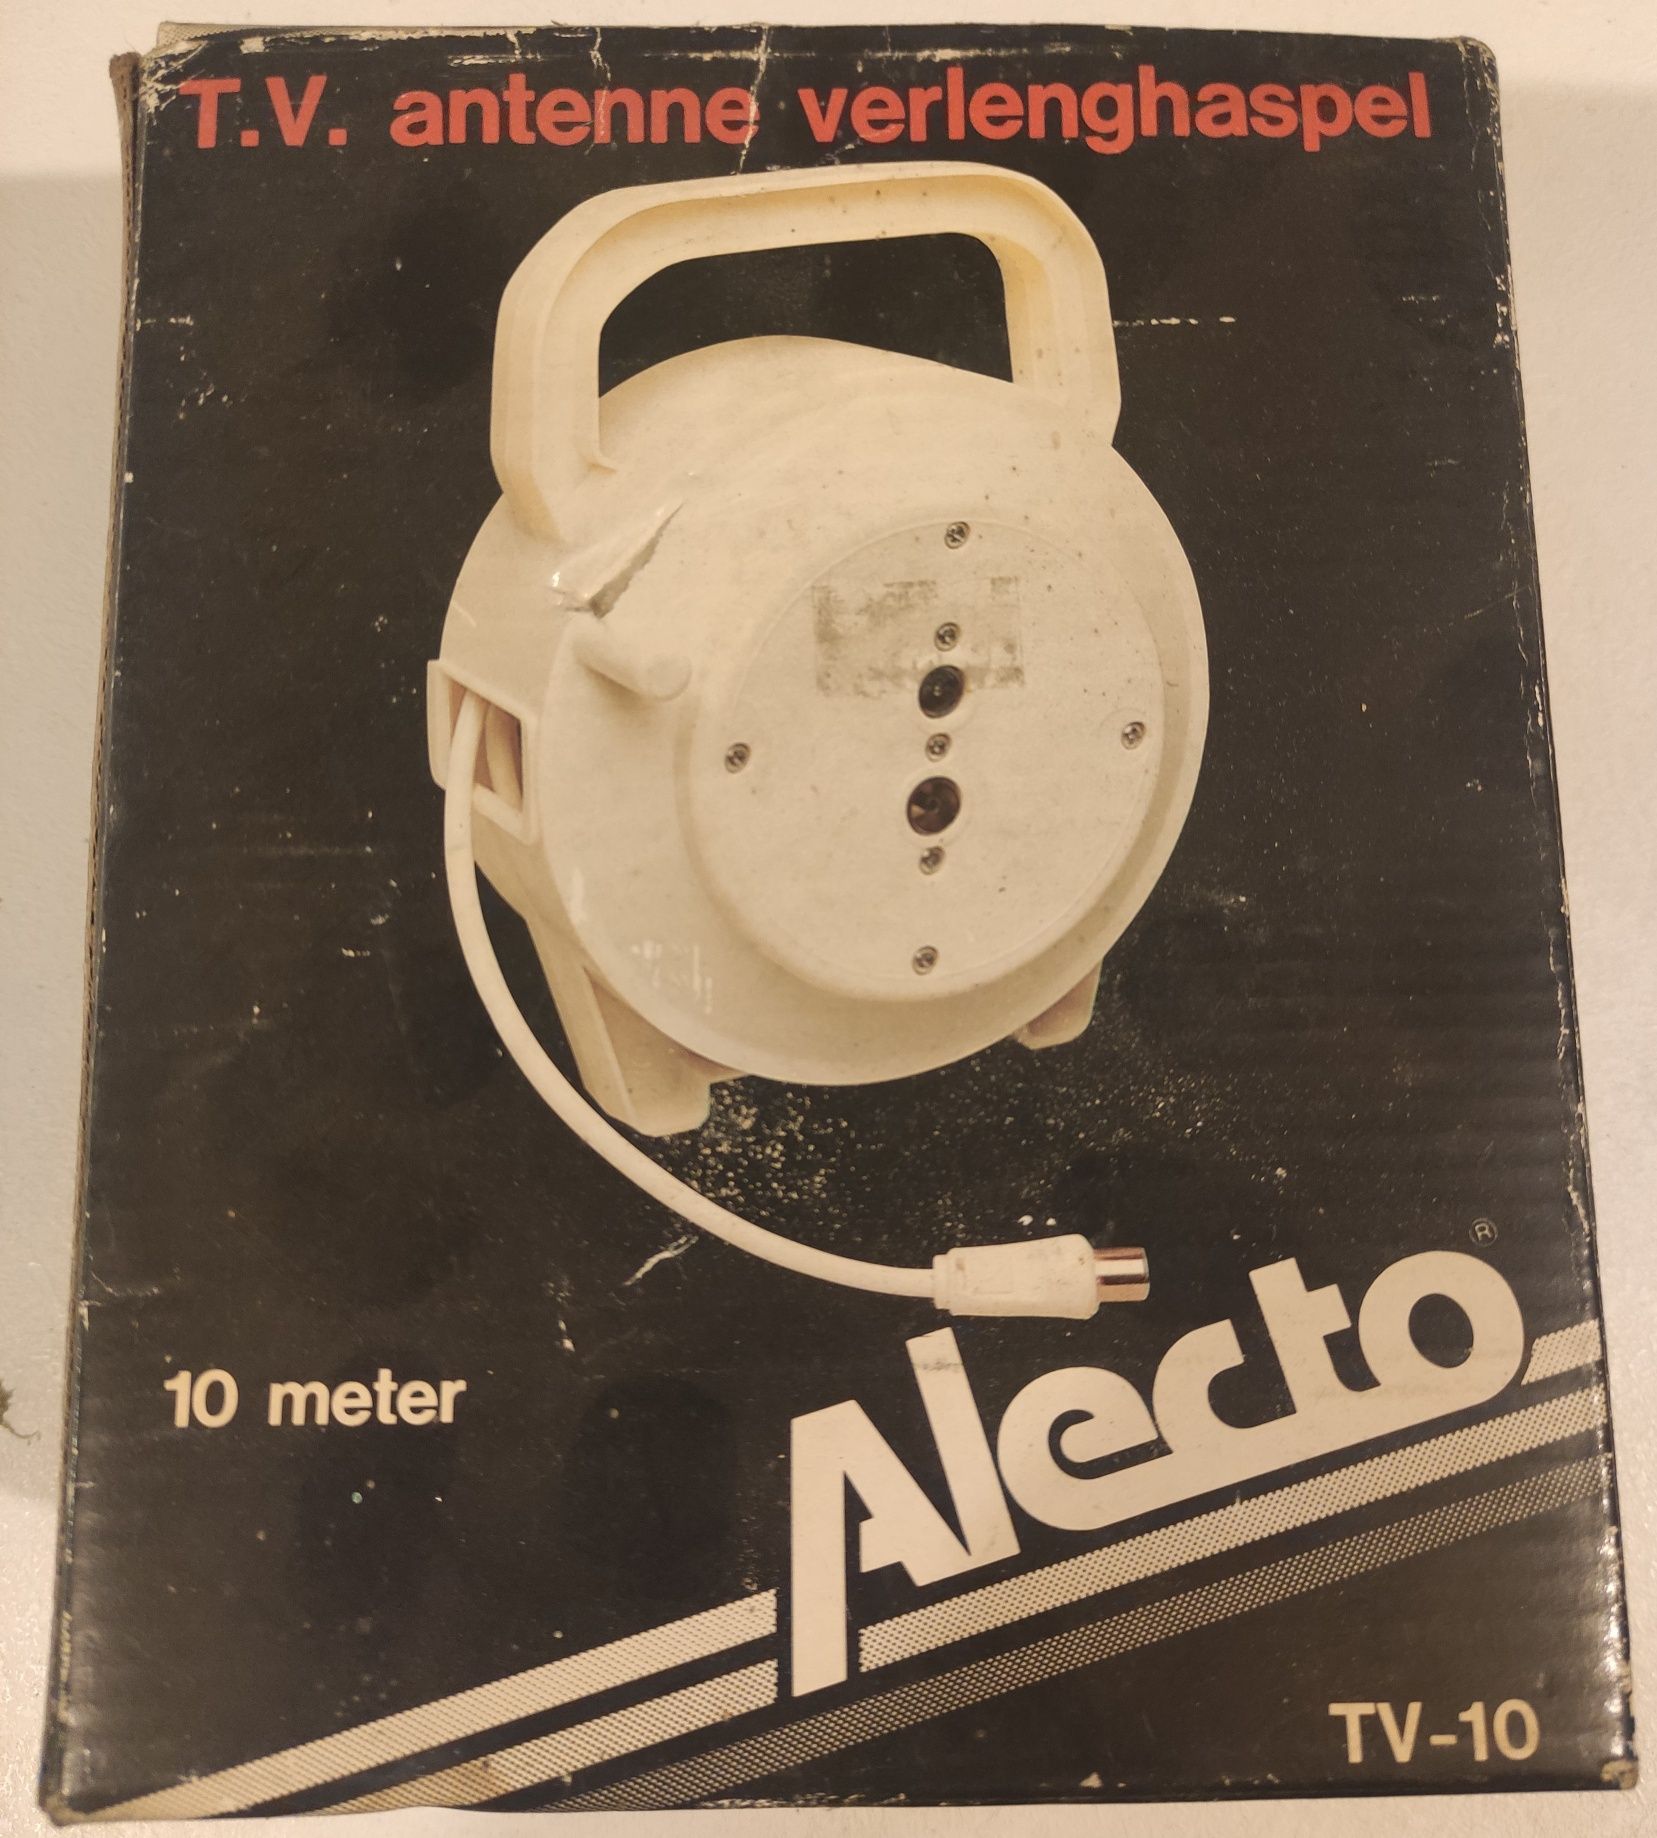 T.V. antenne verlenghaspel
10 meter
Alecto ®
TV-10